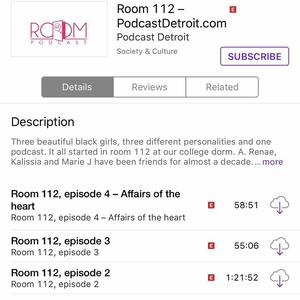 ROOM
PODCAST
Room 112 –
PodcastDetroit.com
E
Podcast Detroit
Society & Culture
SUBSCRIBE
Details
Reviews
Related
Description
Three beautiful black girls, three different personalities and one
podcast. It all started in room 112 at our college dorm. A. Renae,
Kalissia and Marie J have been friends for almost a decade.... more
Room 112, episode 4 – Affairs of the
heart
Room 112, episode 4 – Affairs of the heart
E
58:51
Room 112, episode 3
Room 112, episode 3
E
55:06
Room 112, episode 2
Room 112, episode 2
E
1:21:52